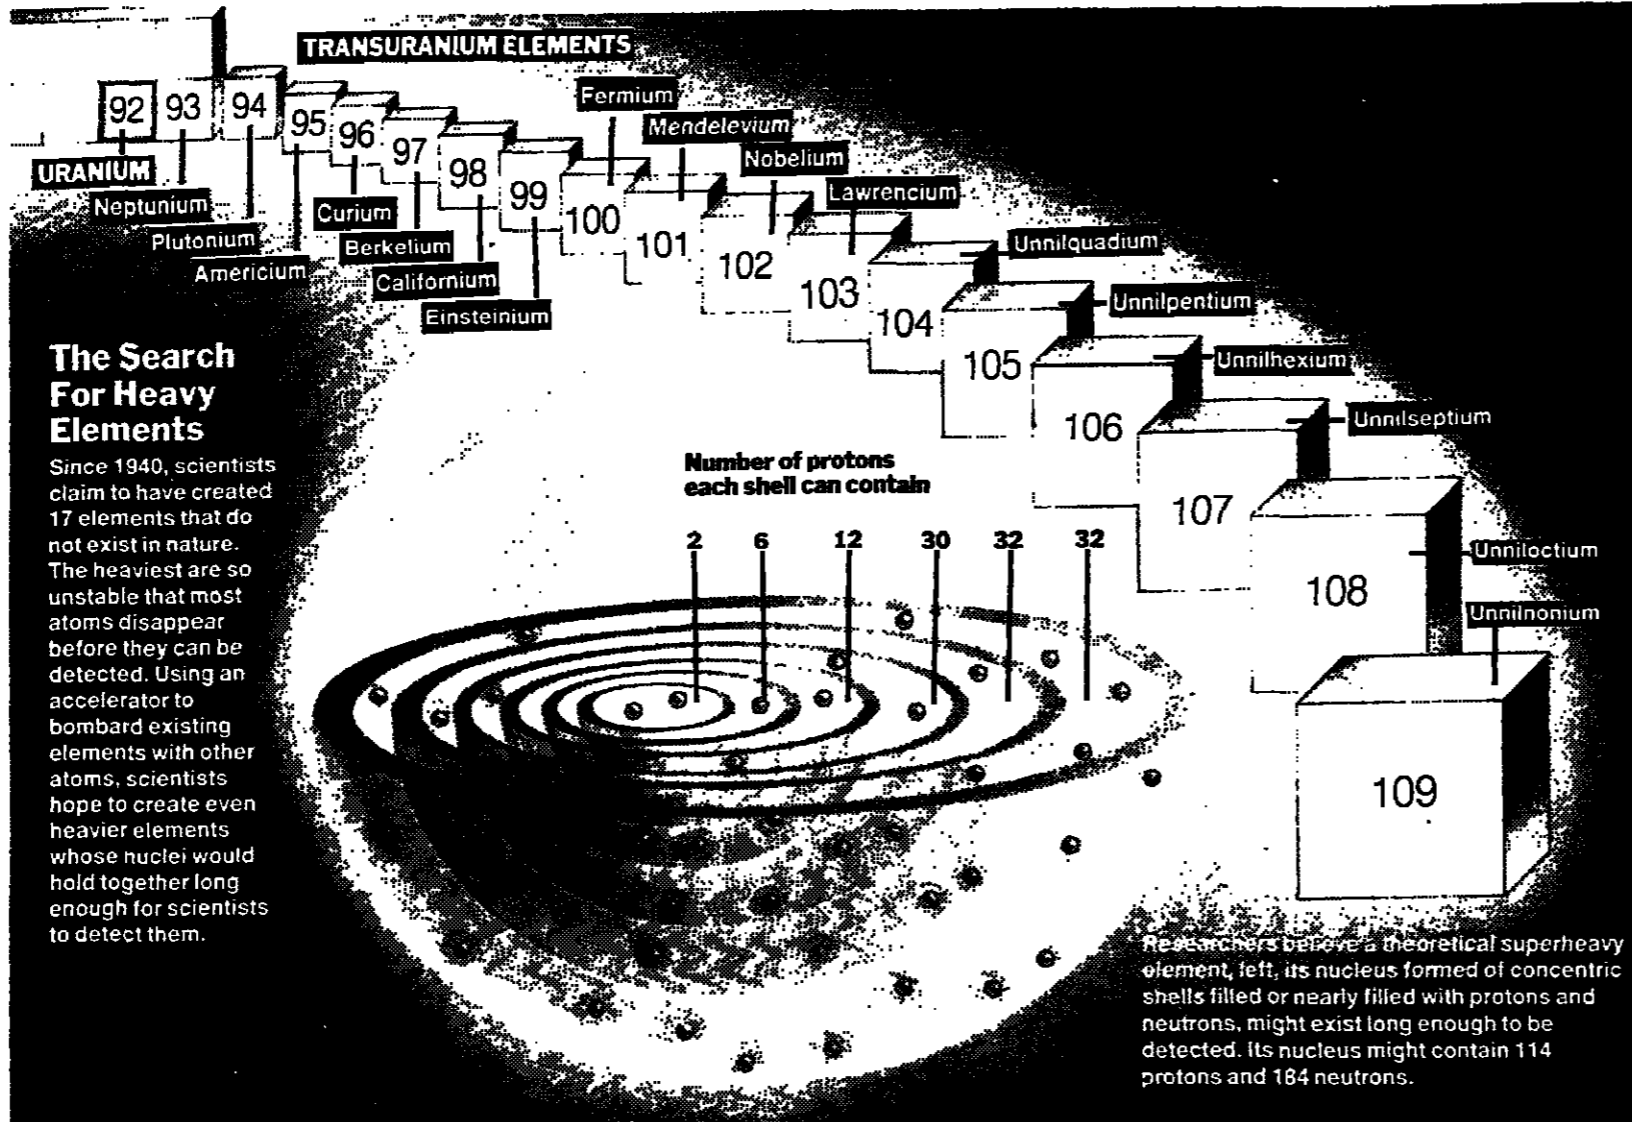 TRANSURANIUM ELEMENTS
92
93
94
95
96
97
98
99
100
101
102
103
104
105
106
107
108
109
URANIUM
Neptunium
Plutonium
Americium
Curium
Berkelium
Californium
Einsteinium
Fermium
Mendelevium
Nobelium
Lawrencium
Unnilquadium
Unnilpentium
Unnilhexium
Unnilseptium
Unniloctium
Unnilnonium
The Search
For Heavy
Elements
Since 1940, scientists
claim to have created
17 elements that do
not exist in nature.
The heaviest are so
unstable that most
atoms disappear
before they can be
detected. Using an
accelerator to
bombard existing
elements with other
atoms, scientists
hope to create even
heavier elements
whose nuclei would
hold together long
enough for scientists
to detect them.
Number of protons
each shell can contain
2 6 12 30 32 32
Researchers believe a theoretical superheavy
element, left, its nucleus formed of concentric
shells filled or nearly filled with protons and
neutrons, might exist long enough to be
detected. Its nucleus might contain 114
protons and 184 neutrons.